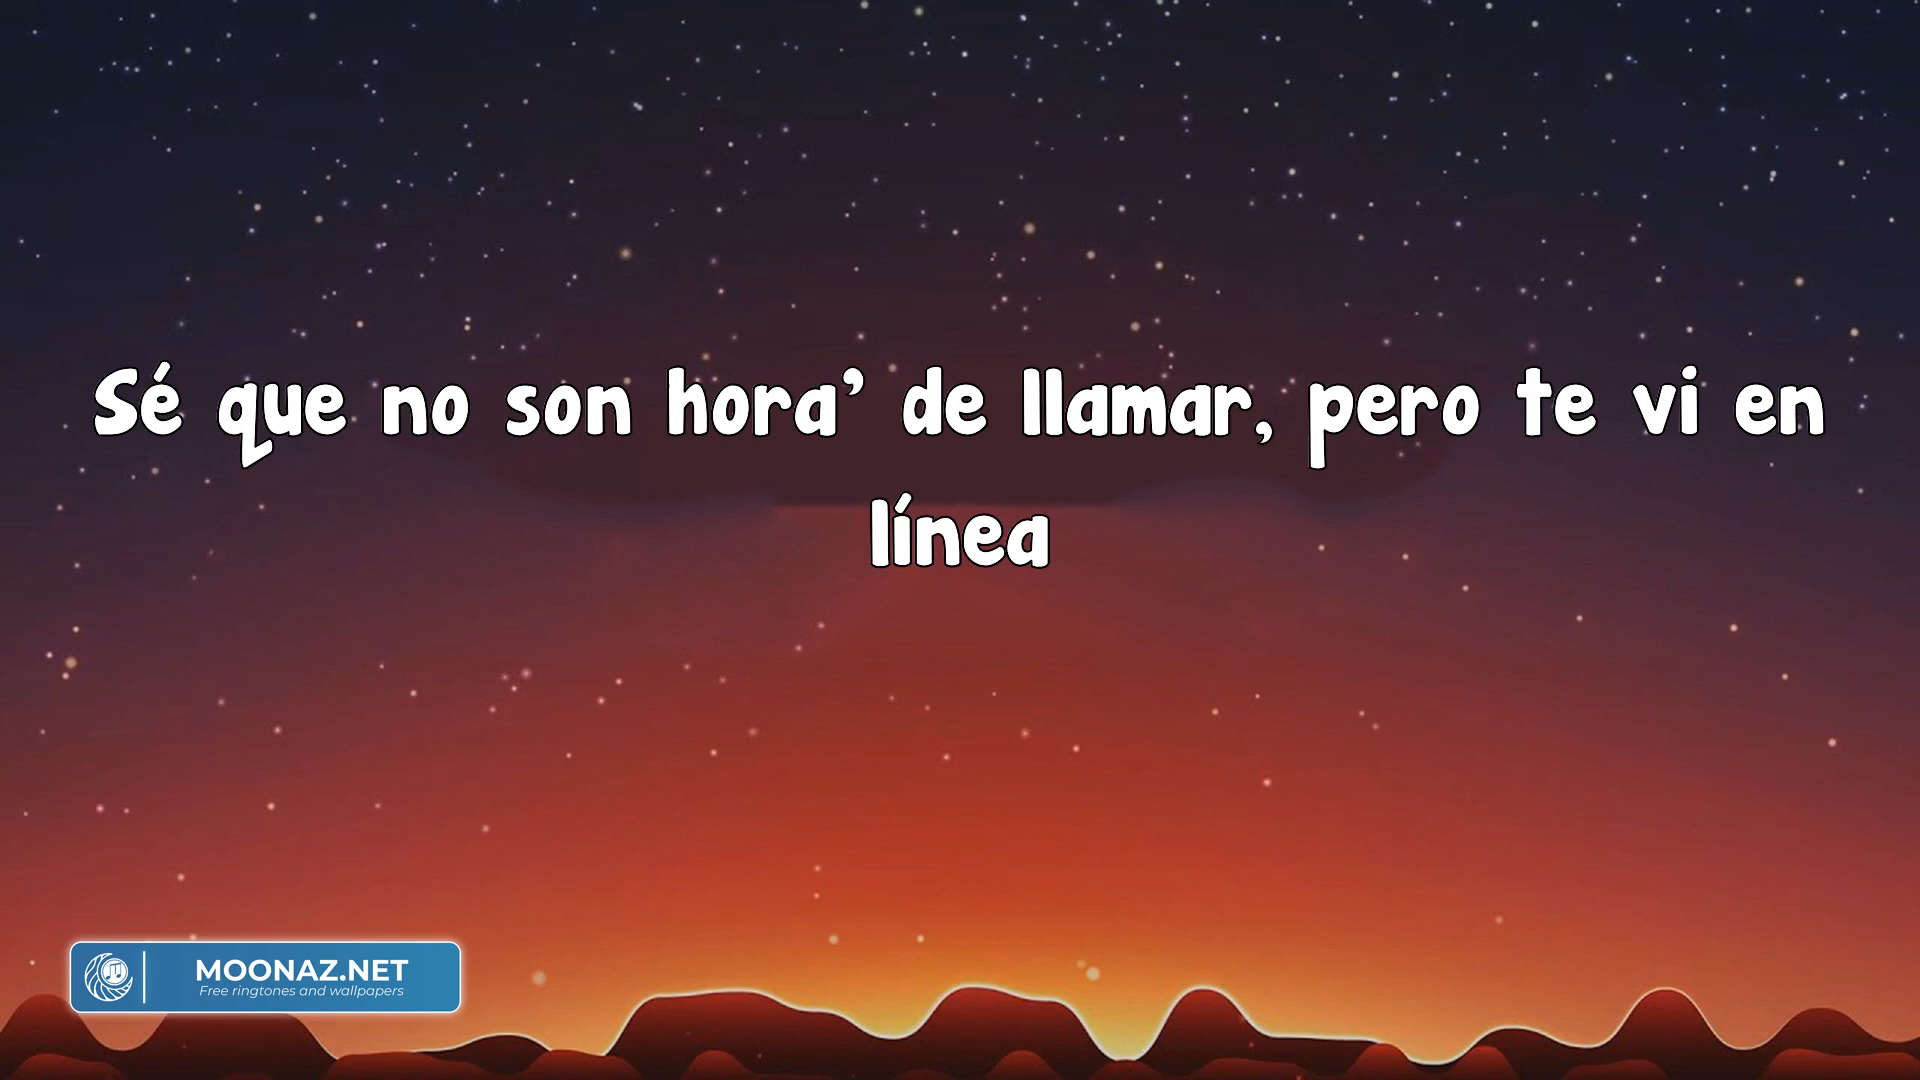 Sé que no son hora’ de llamar, pero te vi en
línea
MOONAZ.NET
Free ringtones and wallpapers